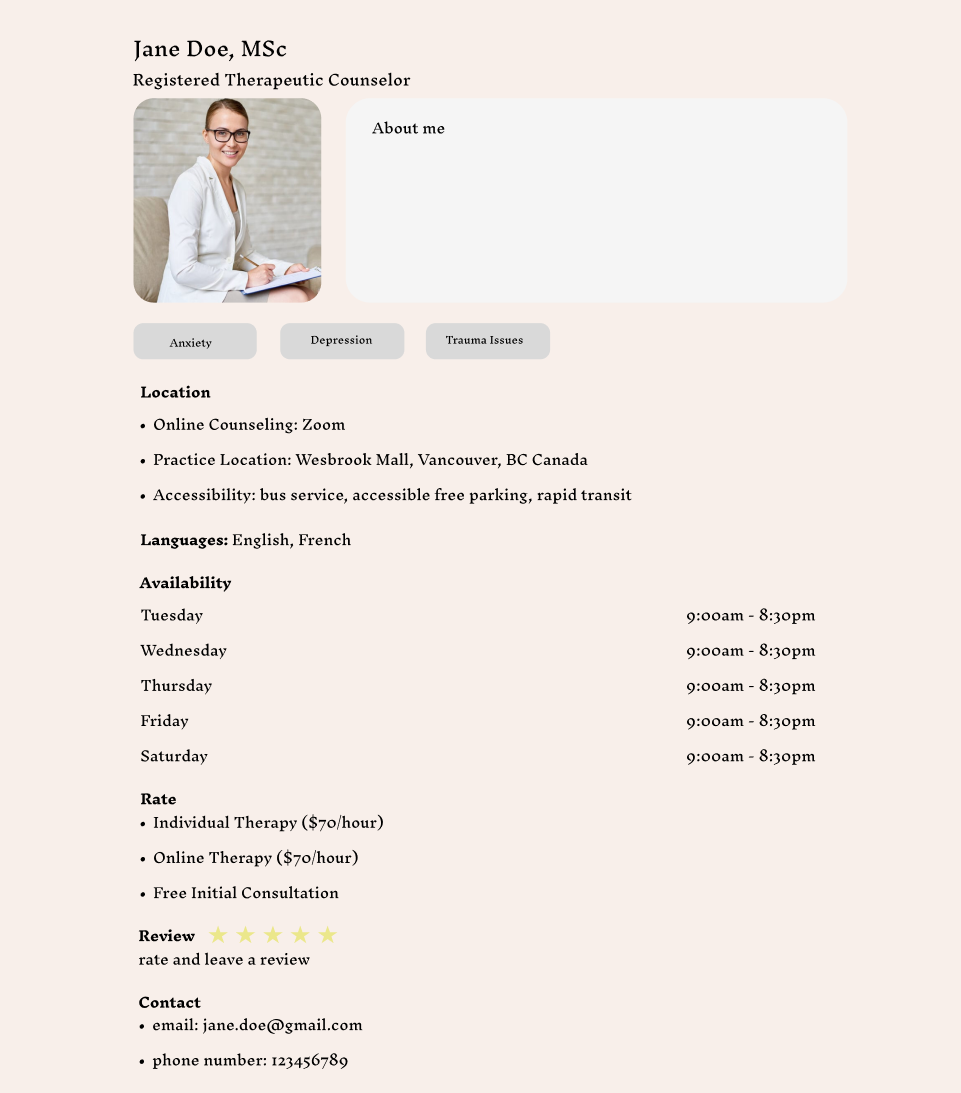 Jane Doe, MSc
Registered Therapeutic Counselor
About me
Anxiety
Depression
Trauma Issues
Location
• Online Counseling: Zoom
• Practice Location: Wesbrook Mall, Vancouver, BC Canada
• Accessibility: bus service, accessible free parking, rapid transit
Languages: English, French
Availability
Tuesday 9:00am - 8:30pm
Wednesday 9:00am - 8:30pm
Thursday 9:00am - 8:30pm
Friday 9:00am - 8:30pm
Saturday 9:00am - 8:30pm
Rate
• Individual Therapy ($70/hour)
• Online Therapy ($70/hour)
• Free Initial Consultation
Review ★ ★ ★ ★ ★
rate and leave a review
Contact
• email: jane.doe@gmail.com
• phone number: 123456789